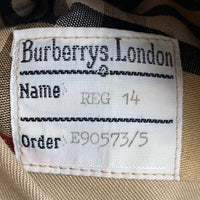 Burberrys. London
Name REG 14
Order E90573/5